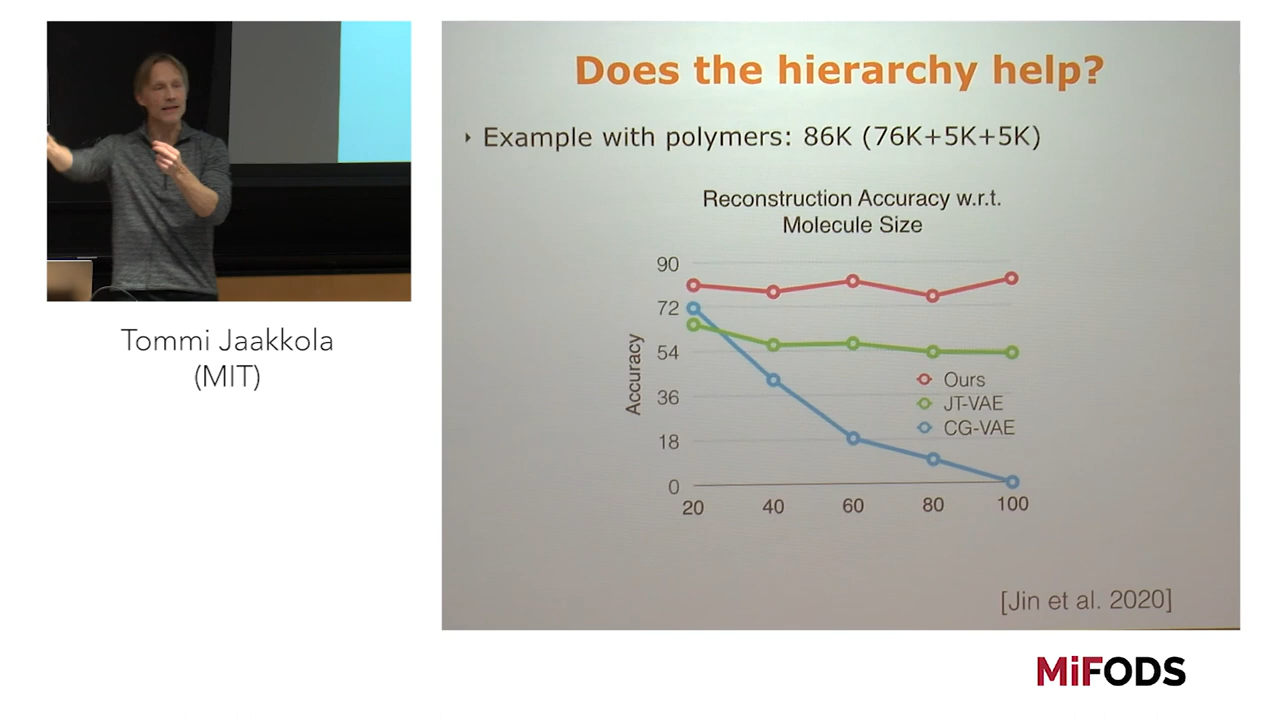 Does the hierarchy help?
Example with polymers: 86K (76K+5K+5K)
Reconstruction Accuracy w.r.t.
Molecule Size
90
72
54
36
18
0
Accuracy
20 40 60 80 100
Ours
JT-VAE
CG-VAE
[Jin et al. 2020]
Tommi Jaakkola
(MIT)
MiFODS